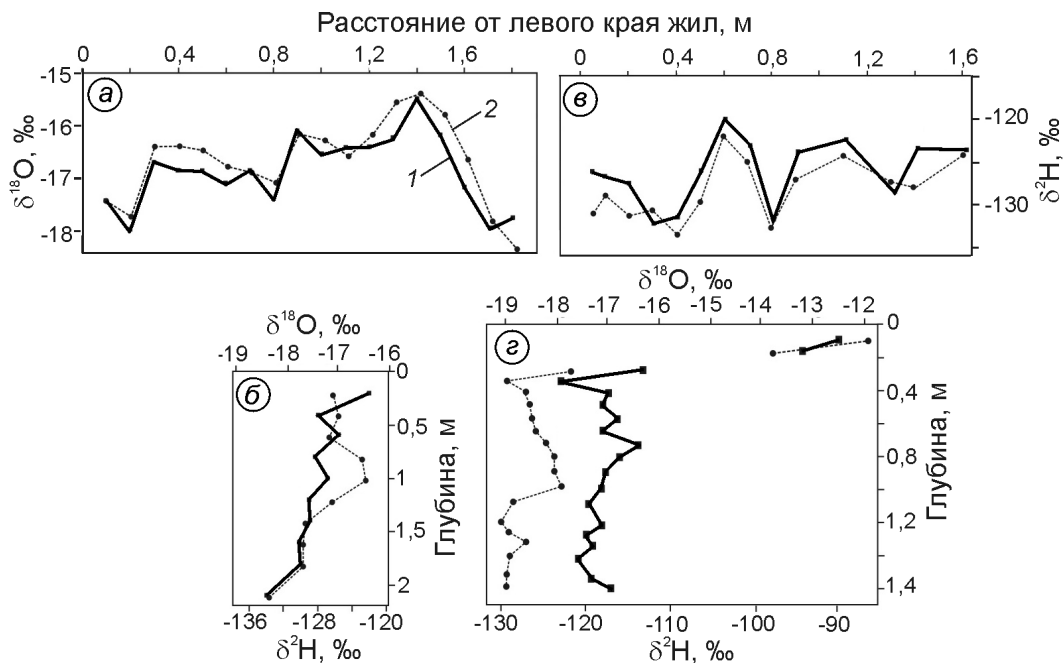 Расстояние от левого края жил, м
0 0,4 0,8 1,2 1,6
0 0,4 0,8 1,2 1,6
-15
-16
-17
-18
δ¹⁸O, ‰
а
1
2
в
-120
-130
δ²H, ‰
δ¹⁸O, ‰
-19 -18 -17 -16
б
0
0,5
1
1,5
2
Глубина, м
-136 -128 -120
δ²H, ‰
δ¹⁸O, ‰
-19 -18 -17 -16 -15 -14 -13 -12
г
0
0,4
0,8
1,2
1,4
Глубина, м
-130 -120 -110 -100 -90
δ²H, ‰